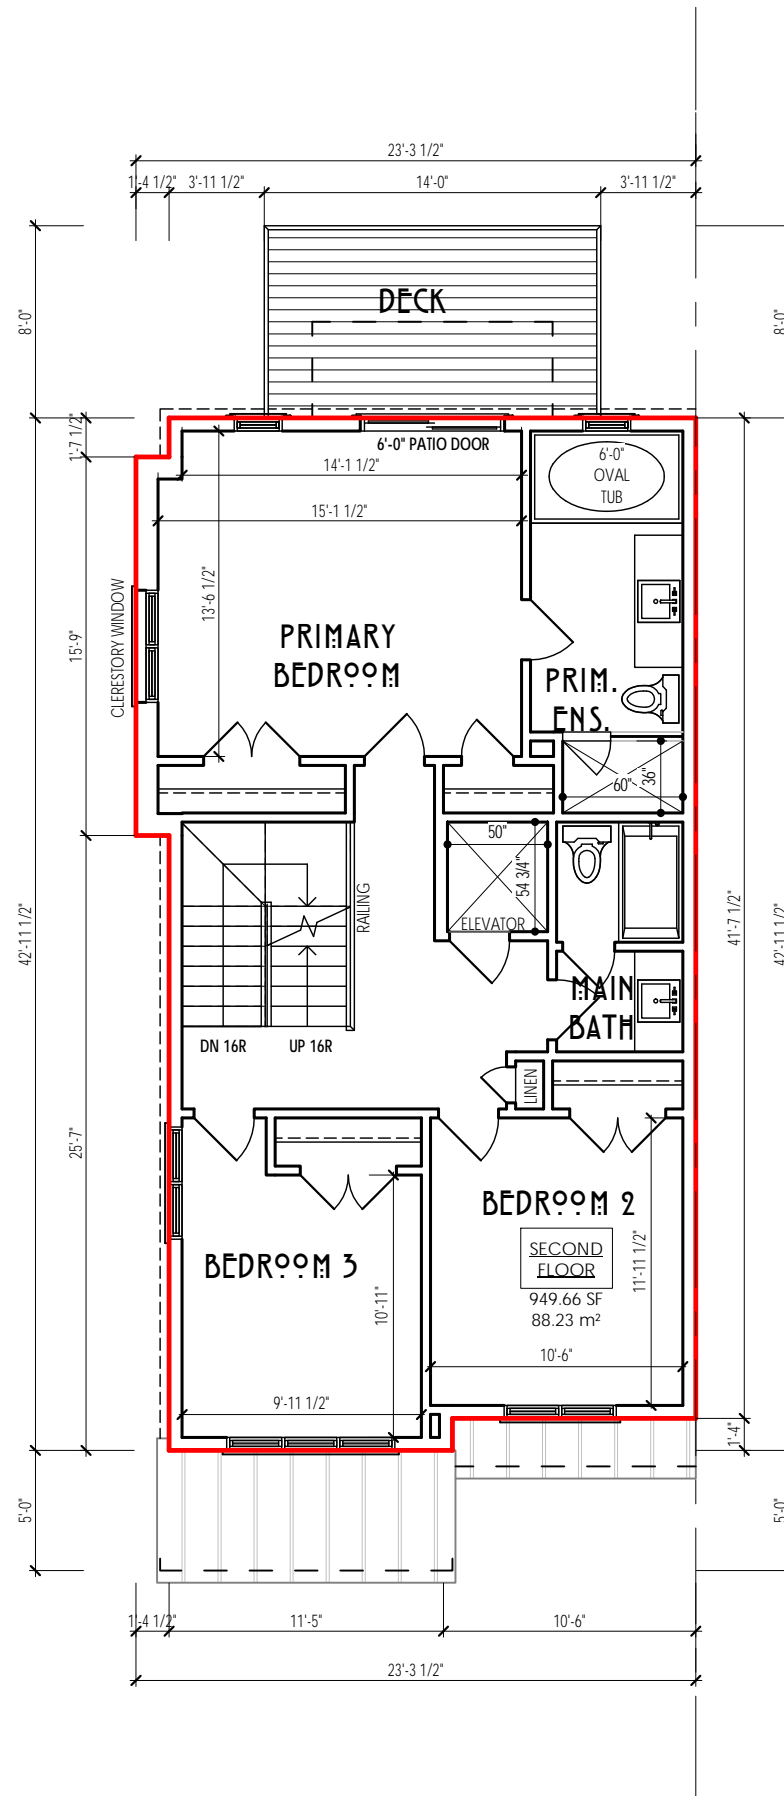 23'-3 1/2"
1'-4 1/2"
3'-11 1/2"
14'-0"
3'-11 1/2"
8'-0"
8'-0"
DECK
1'-7 1/2"
6'-0" PATIO DOOR
6'-0"
OVAL
TUB
14'-1 1/2"
15'-1 1/2"
13'-6 1/2"
CLERESTORY WINDOW
15'-9"
PRIMARY
BEDROOM
PRIM.
ENS.
60"
36"
50"
54 3/4"
ELEVATOR
RAILING
42'-11 1/2"
41'-7 1/2"
42'-11 1/2"
MAIN
BATH
DN 16R
UP 16R
LINEN
25'-7"
BEDROOM 2
SECOND
FLOOR
949.66 SF
88.23 m²
11'-11 1/2"
BEDROOM 3
10'-11"
10'-6"
9'-11 1/2"
1'-4"
5'-0"
5'-0"
1'-4 1/2"
11'-5"
10'-6"
23'-3 1/2"